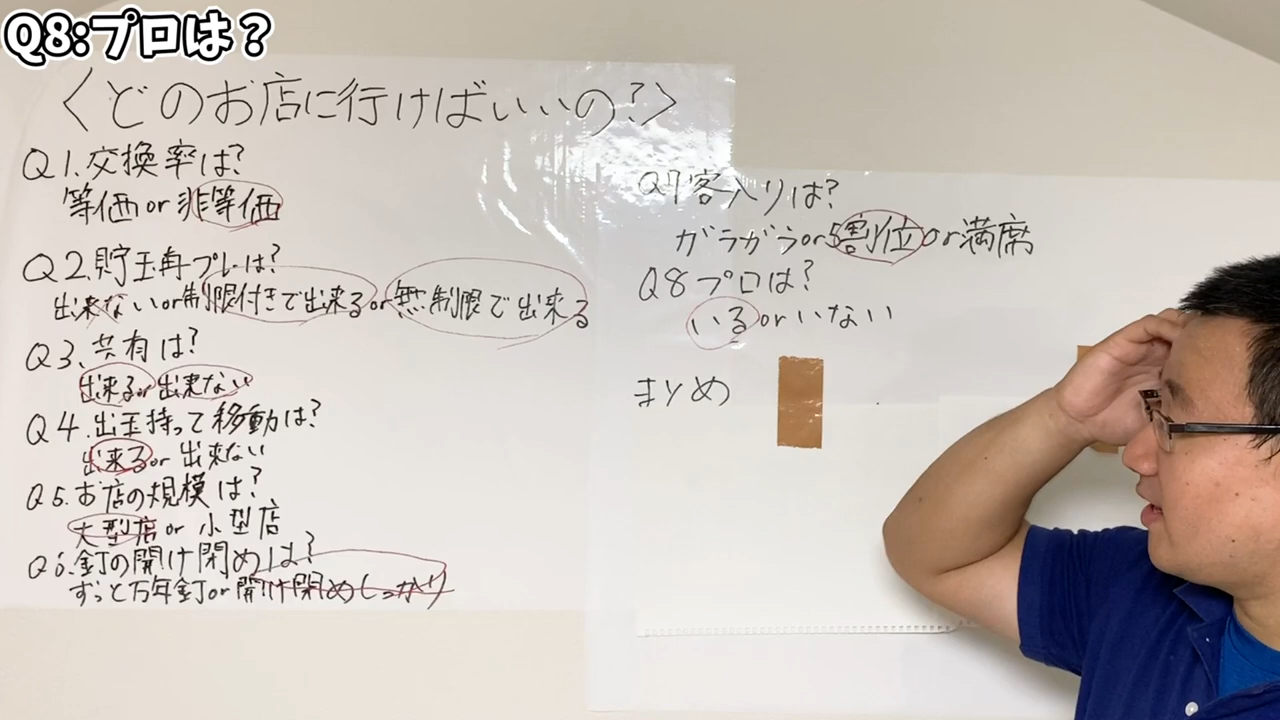 Q8:プロは?
<どのお店に行けばいいの?>
Q1.交換率は?
等価or非等価
Q2.貯玉再プレは?
出来ないor制限付きで出来るor無制限で出来る
Q3.共有は?
出来るor出来ない
Q4.出玉持って移動は?
出来るor出来ない
Q5.お店の規模は?
大型店or小型店
Q6.釘の開け閉めは?
ずっと万年釘or開け閉めしっかり
Q7客入りは?
ガラガラor5割位or満席
Q8プロは?
いるorいない
まとめ